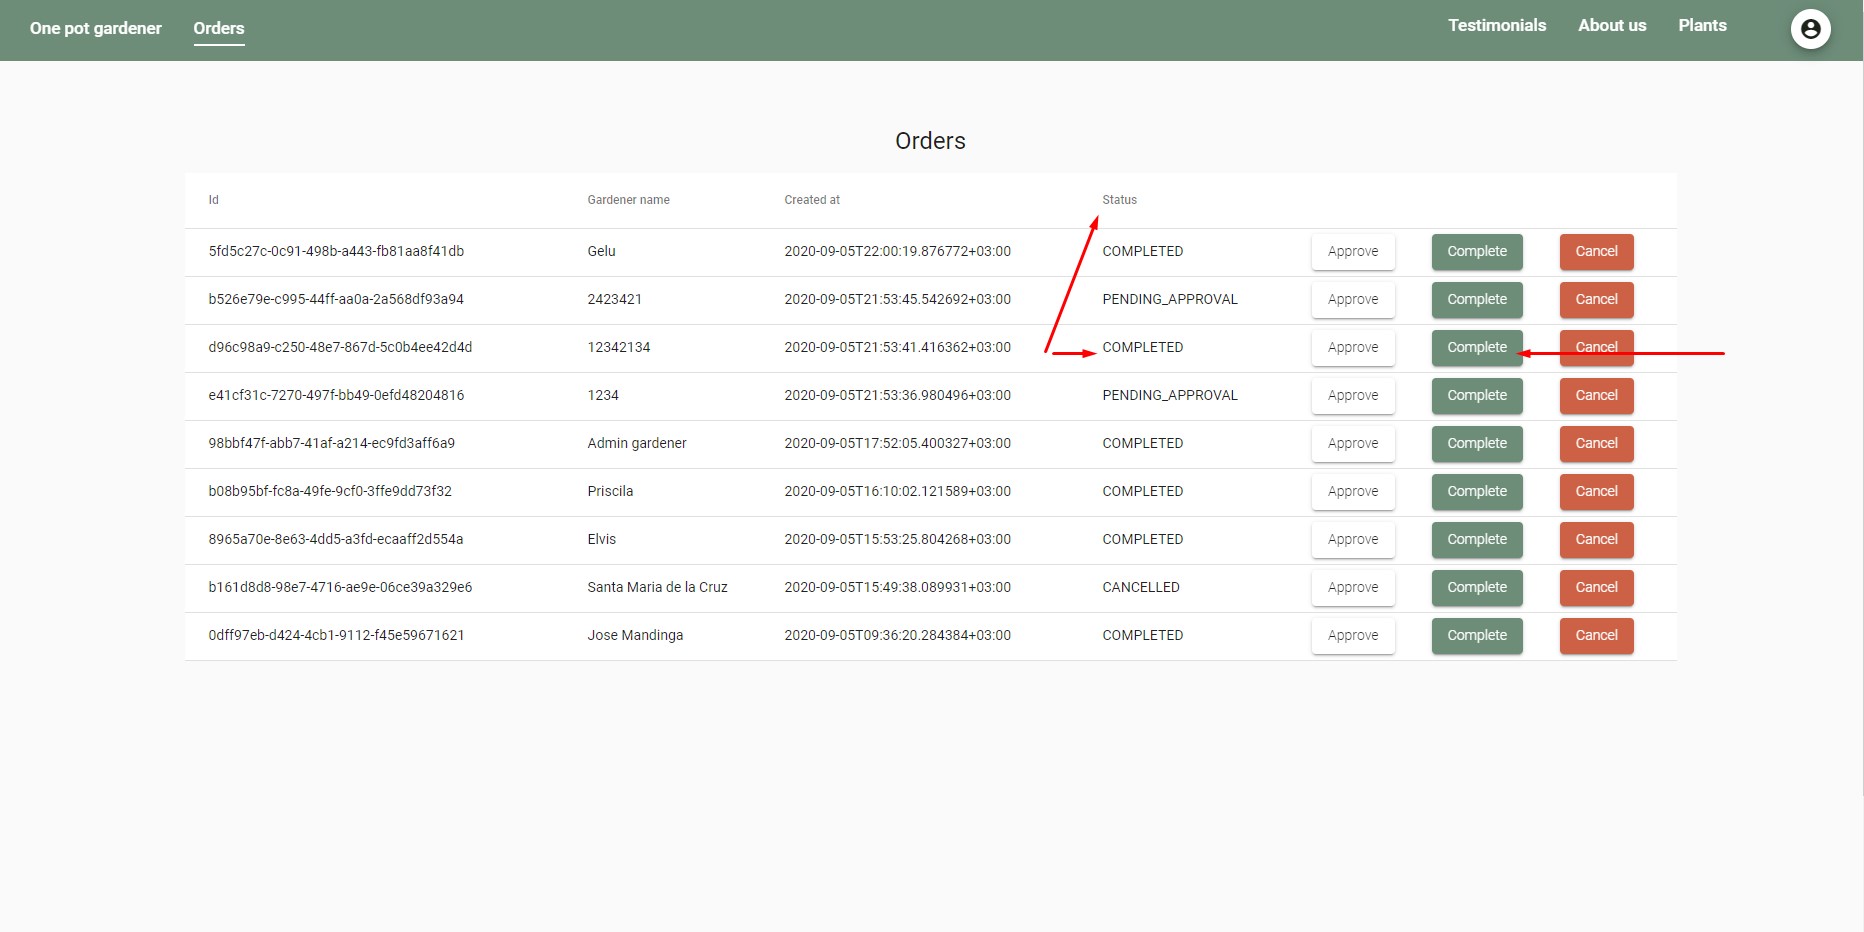 One pot gardener Orders Testimonials About us Plants
Orders
Id Gardener name Created at Status
5fd5c27c-0c91-498b-a443-fb81aa8f41db Gelu 2020-09-05T22:00:19.876772+03:00 COMPLETED Approve Complete Cancel
b526e79e-c995-44ff-aa0a-2a568df93a94 2423421 2020-09-05T21:53:45.542692+03:00 PENDING_APPROVAL Approve Complete Cancel
d96c98a9-c250-48e7-867d-5c0b4ee42d4d 12342134 2020-09-05T21:53:41.416362+03:00 COMPLETED Approve Complete Cancel
e41cf31c-7270-497f-bb49-0efd48204816 1234 2020-09-05T21:53:36.980496+03:00 PENDING_APPROVAL Approve Complete Cancel
98bbf47f-abb7-41af-a214-ec9fd3aff6a9 Admin gardener 2020-09-05T17:52:05.400327+03:00 COMPLETED Approve Complete Cancel
b08b95bf-fc8a-49fe-9cf0-3ffe9dd73f32 Priscila 2020-09-05T16:10:02.121589+03:00 COMPLETED Approve Complete Cancel
8965a70e-8e63-4dd5-a3fd-ecaaff2d554a Elvis 2020-09-05T15:53:25.804268+03:00 COMPLETED Approve Complete Cancel
b161d8d8-98e7-4716-ae9e-06ce39a329e6 Santa Maria de la Cruz 2020-09-05T15:49:38.089931+03:00 CANCELLED Approve Complete Cancel
0dff97eb-d424-4cb1-9112-f45e59671621 Jose Mandinga 2020-09-05T09:36:20.284384+03:00 COMPLETED Approve Complete Cancel